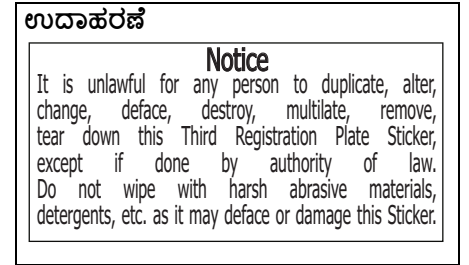 ಉದಾಹರಣೆ
Notice
It is unlawful for any person to duplicate, alter,
change, deface, destroy, multilate, remove,
tear down this Third Registration Plate Sticker,
except if done by authority of law.
Do not wipe with harsh abrasive materials,
detergents, etc. as it may deface or damage this Sticker.